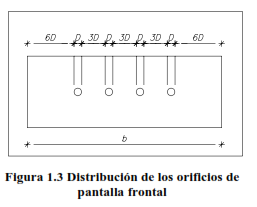 6D D 3D D 3D D 3D D 6D
b
Figura 1.3 Distribución de los orificios de
pantalla frontal